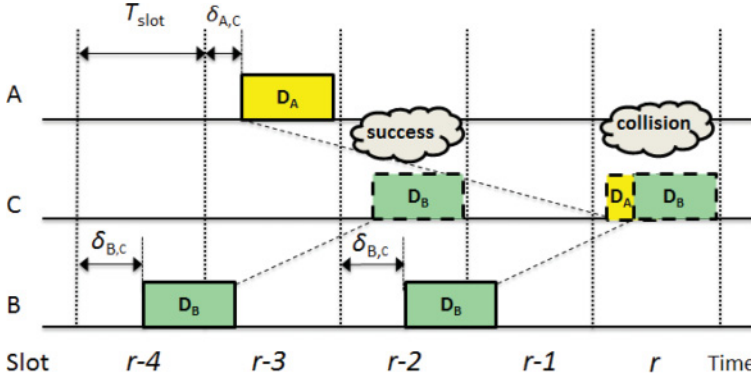 T_slot δ_A,C
A D_A
success collision
C D_B D_A D_B
δ_B,C δ_B,C
B D_B D_B
Slot r-4 r-3 r-2 r-1 r Time